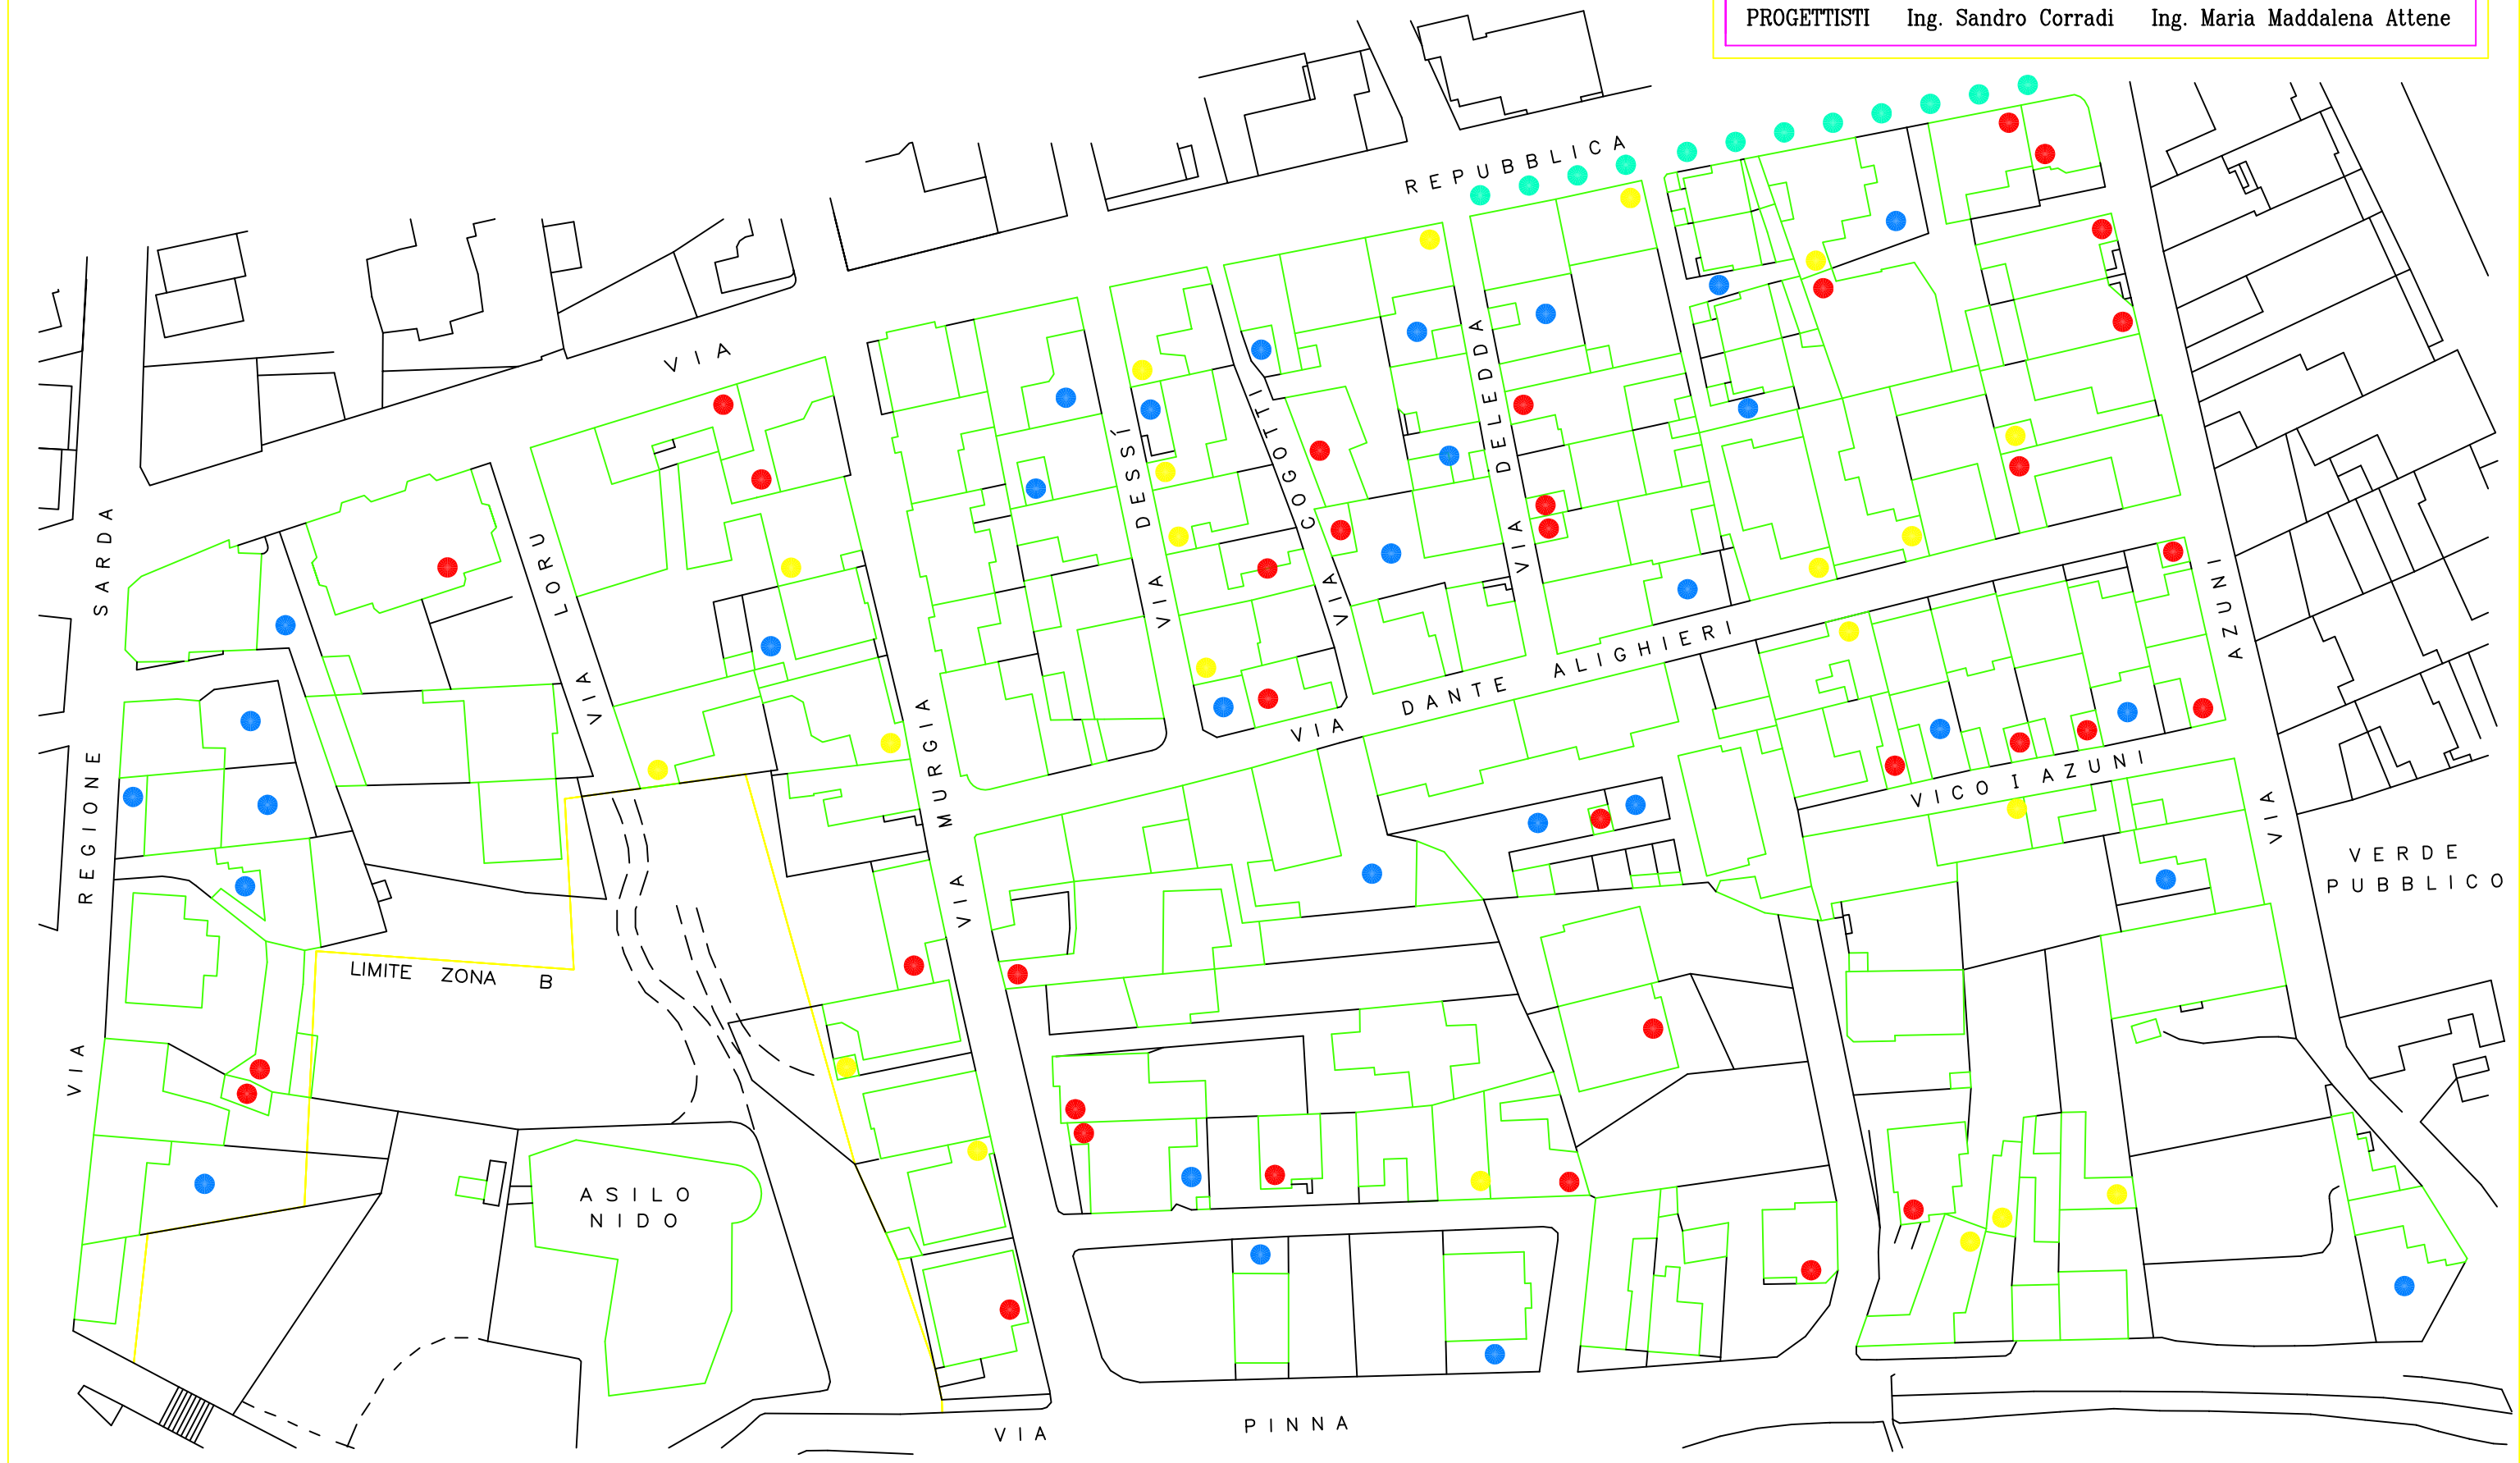 PROGETTISTI Ing. Sandro Corradi Ing. Maria Maddalena Attene
REPUBBLICA
VIA
VIA REGIONE SARDA
VIA LORU
VIA MURGIA
VIA DESSÍ
VIA COGOTTI
VIA DELEDDA
VIA DANTE ALIGHIERI
VICO I AZUNI
VIA AZUNI
VERDE
PUBBLICO
LIMITE ZONA B
ASILO
NIDO
VIA PINNA